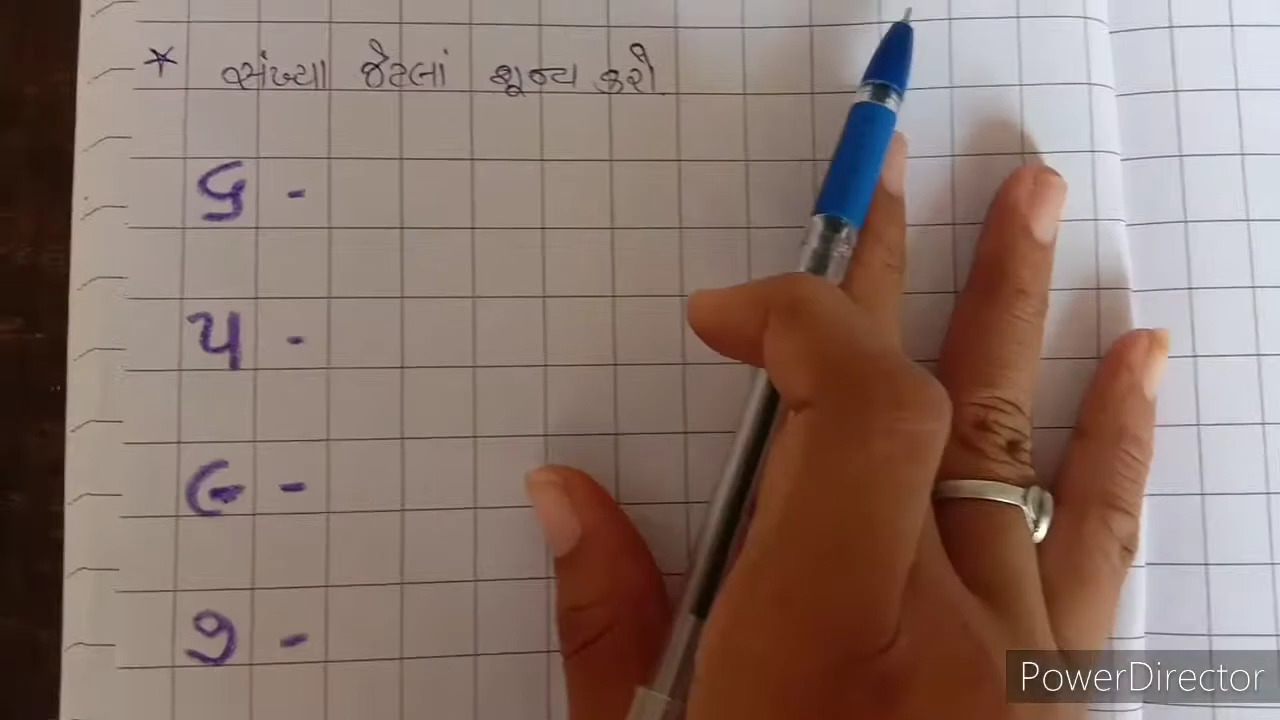 * સંખ્યા જેટલાં શૂન્ય કરો
૬ -
૫ -
૯ -
૭ -
PowerDirector